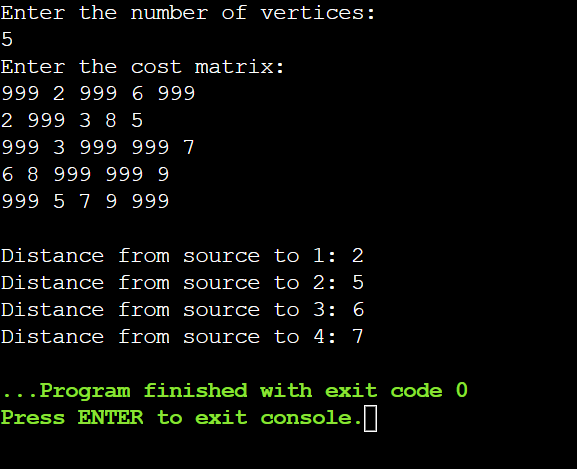 Enter the number of vertices:
5
Enter the cost matrix:
999 2 999 6 999
2 999 3 8 5
999 3 999 999 7
6 8 999 999 9
999 5 7 9 999
Distance from source to 1: 2
Distance from source to 2: 5
Distance from source to 3: 6
Distance from source to 4: 7
...Program finished with exit code 0
Press ENTER to exit console.